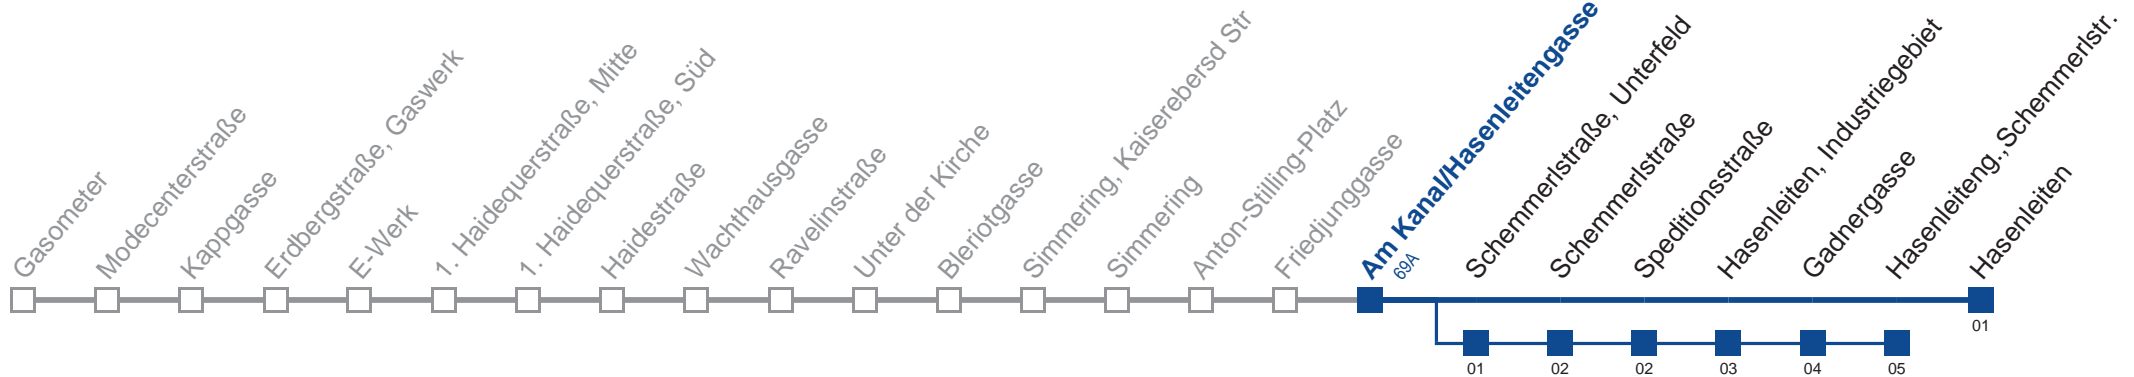 Gasometer
Modecenterstraße
Kappgasse
Erdbergstraße, Gaswerk
E-Werk
1. Haidequerstraße, Mitte
1. Haidequerstraße, Süd
Haidestraße
Wachthausgasse
Ravelinstraße
Unter der Kirche
Bleriotgasse
Simmering, Kaiserebersd Str
Simmering
Anton-Stilling-Platz
Friedjunggasse
Am Kanal/Hasenleitengasse
69A
Schemmerlstraße, Unterfeld
Schemmerlstraße
Speditionsstraße
Hasenleiten, Industriegebiet
Gadnergasse
Hasenleiteng.,Schemmerlstr.
Hasenleiten
01
01
02
02
03
04
05